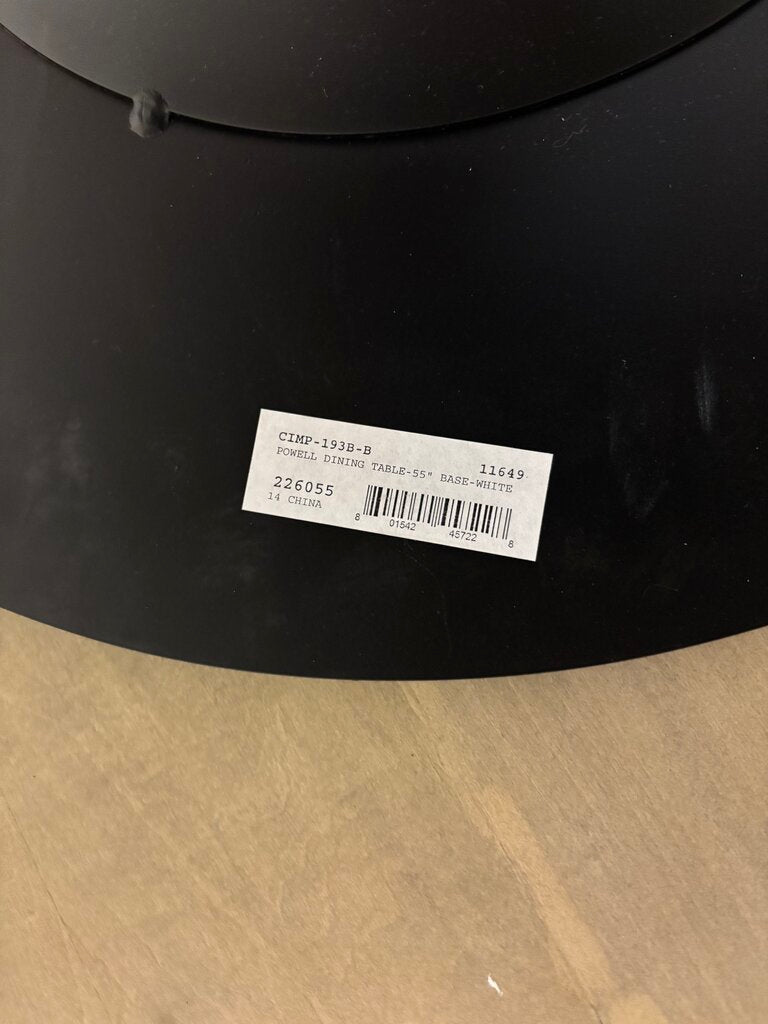 CIMP-193B-B 11649
POWELL DINING TABLE-55" BASE-WHITE
226055
14 CHINA
8 01542 45722 8